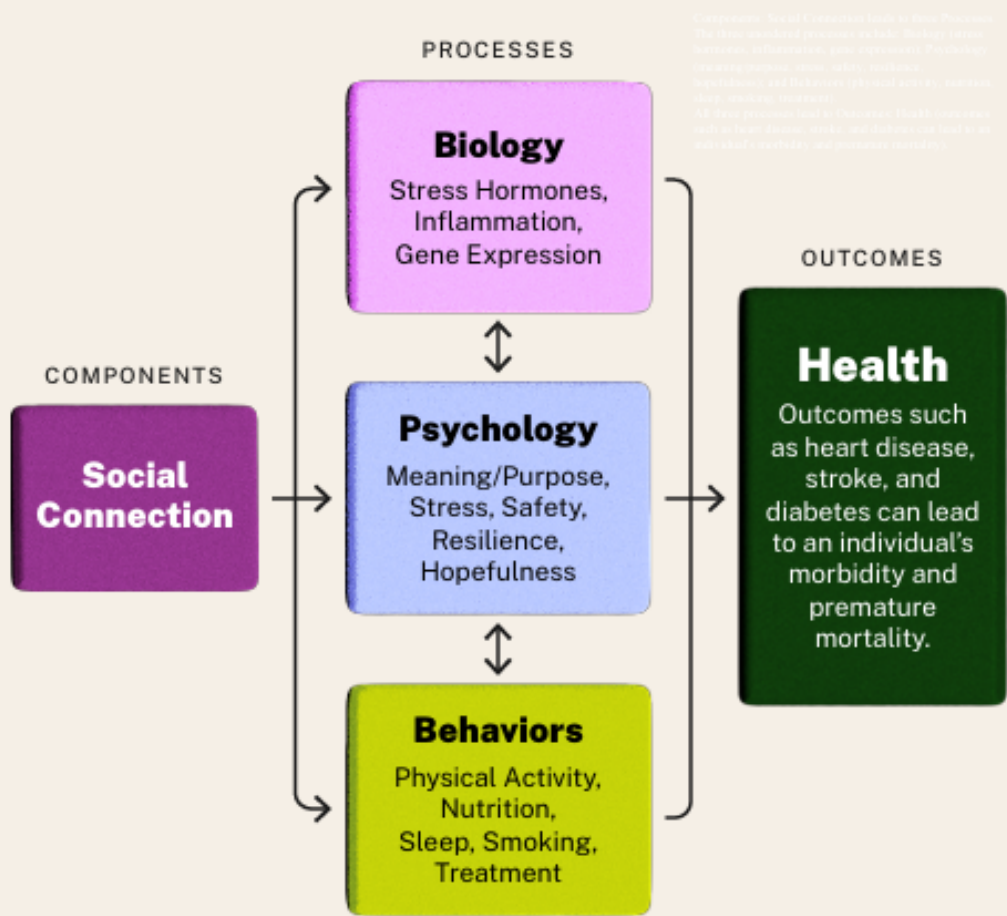 PROCESSES
Biology
Stress Hormones,
Inflammation,
Gene Expression
COMPONENTS
Social
Connection
Psychology
Meaning/Purpose,
Stress, Safety,
Resilience,
Hopefulness
Behaviors
Physical Activity,
Nutrition,
Sleep, Smoking,
Treatment
OUTCOMES
Health
Outcomes such
as heart disease,
stroke, and
diabetes can lead
to an individual's
morbidity and
premature
mortality.